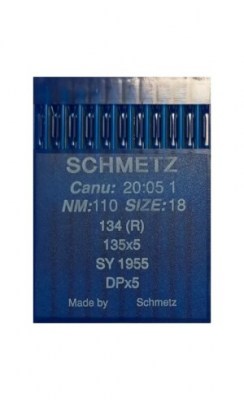 SCHMETZ
Canu: 20:05 1
NM:110 SIZE:18
134 (R)
135x5
SY 1955
DPx5
Made by Schmetz